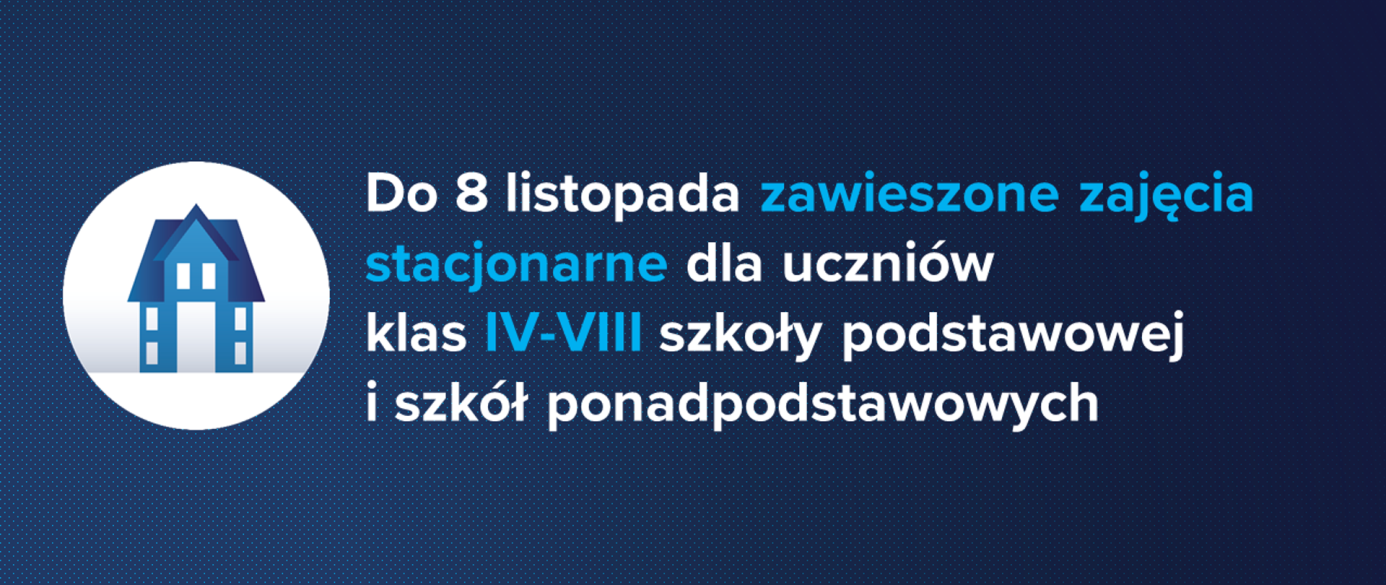 Do 8 listopada zawieszone zajęcia
stacjonarne dla uczniów
klas IV-VIII szkoły podstawowej
i szkół ponadpodstawowych